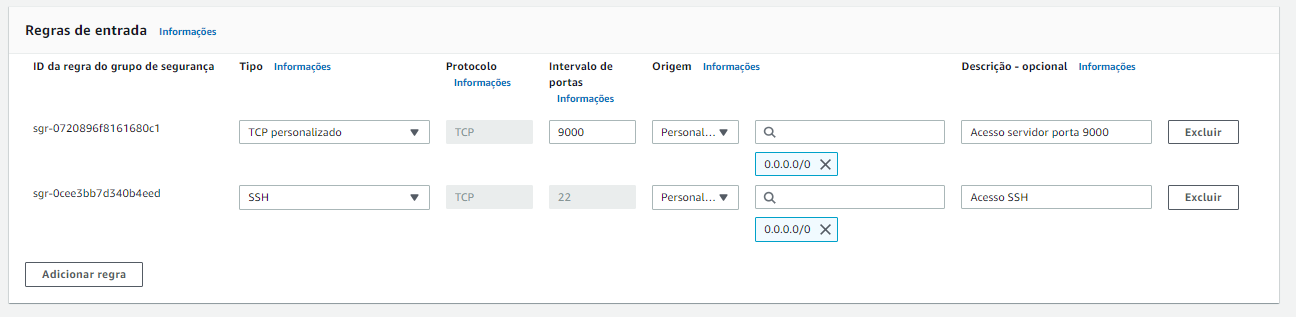 Regras de entrada Informações
ID da regra do grupo de segurança Tipo Informações Protocolo Informações Intervalo de portas Informações Origem Informações Descrição - opcional Informações
sgr-0720896f8161680c1 TCP personalizado TCP 9000 Personal... Acesso servidor porta 9000 Excluir
0.0.0.0/0
sgr-0cee3bb7d340b4eed SSH TCP 22 Personal... Acesso SSH Excluir
0.0.0.0/0
Adicionar regra